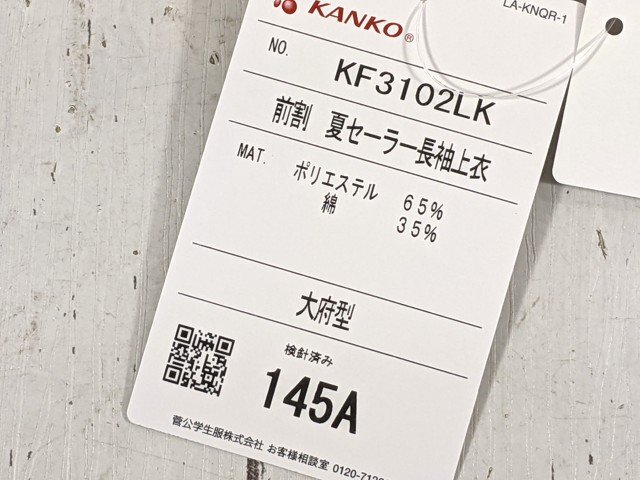 KANKO®
LA-KNQR-1
NO. KF3102LK
前割 夏セーラー長袖上衣
MAT. ポリエステル 65%
綿 35%
大府型
検針済み
145A
菅公学生服株式会社 お客様相談室 0120-712